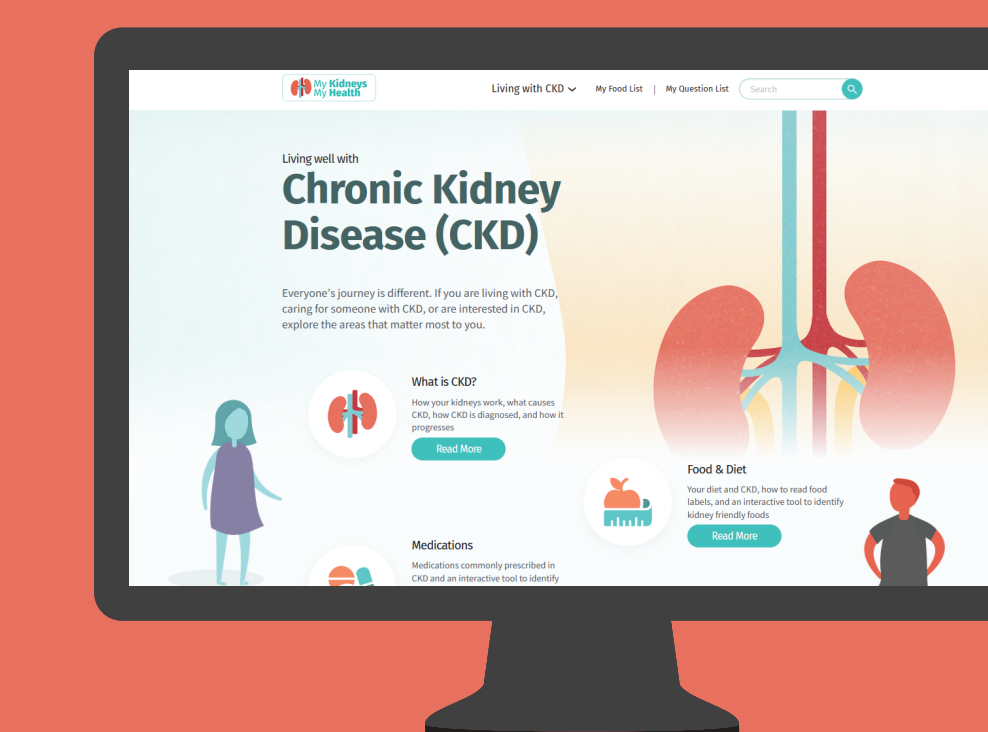 My Kidneys
My Health
Living with CKD
My Food List | My Question List
Search
Living well with
Chronic Kidney
Disease (CKD)
Everyone's journey is different. If you are living with CKD,
caring for someone with CKD, or are interested in CKD,
explore the areas that matter most to you.
What is CKD?
How your kidneys work, what causes
CKD, how CKD is diagnosed, and how it
progresses
Read More
Food & Diet
Your diet and CKD, how to read food
labels, and an interactive tool to identify
kidney friendly foods
Read More
Medications
Medications commonly prescribed in
CKD and an interactive tool to identify